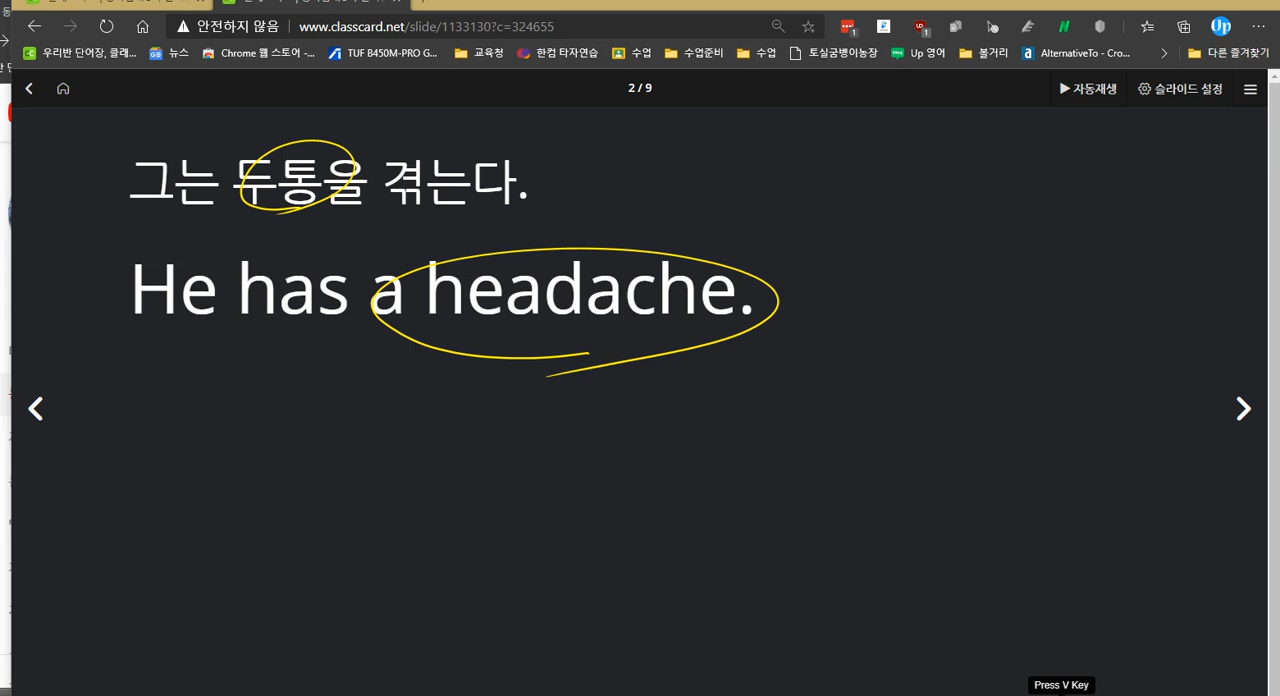 안전하지 않음 www.classcard.net/slide/1133130?c=324655
우리반 단어장, 클래... 뉴스 Chrome 웹 스토어 -... TUF B450M-PRO G... 교육정 한컴 타자연습 수업 수업준비 수업 토실굼벵이농장 Up 영어 볼거리 AlternativeTo - Cro... 다른 즐겨찾기
2 / 9 자동재생 슬라이드 설정
그는 두통을 겪는다.
He has a headache.
Press V Key